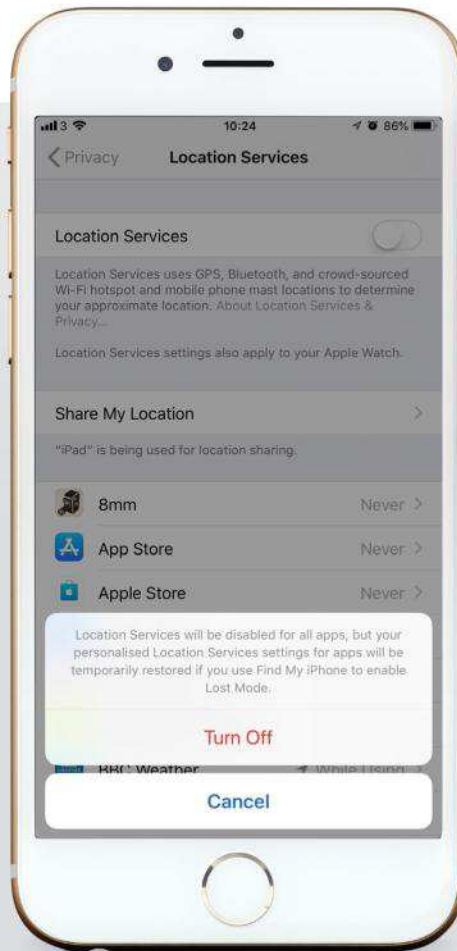 3
10:24
86%
Privacy
Location Services
Location Services
Location Services uses GPS, Bluetooth, and crowd-sourced
Wi-Fi hotspot and mobile phone mast locations to determine
your approximate location. About Location Services &
Privacy...
Location Services settings also apply to your Apple Watch.
Share My Location
"iPad" is being used for location sharing.
8mm
Never
App Store
Never
Apple Store
Never
Location Services will be disabled for all apps, but your
personalised Location Services settings for apps will be
temporarily restored if you use Find My iPhone to enable
Lost Mode.
Turn Off
BBC Weather
While Using
Cancel